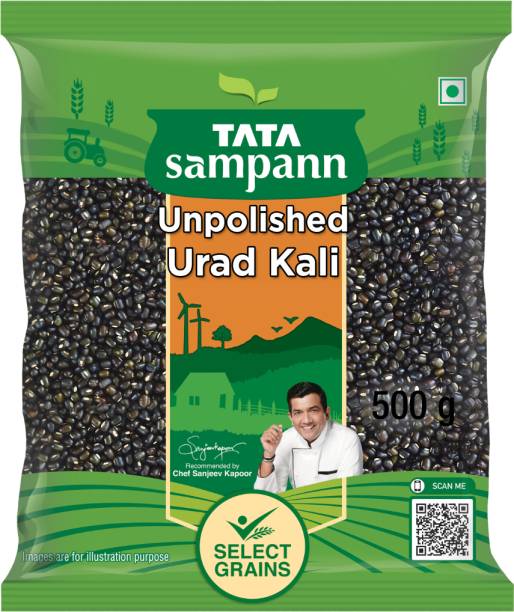 TATA
sampann
Unpolished
Urad Kali
500 g
Recommended by
Chef Sanjeev Kapoor
SCAN ME
Images are for illustration purpose
SELECT
GRAINS